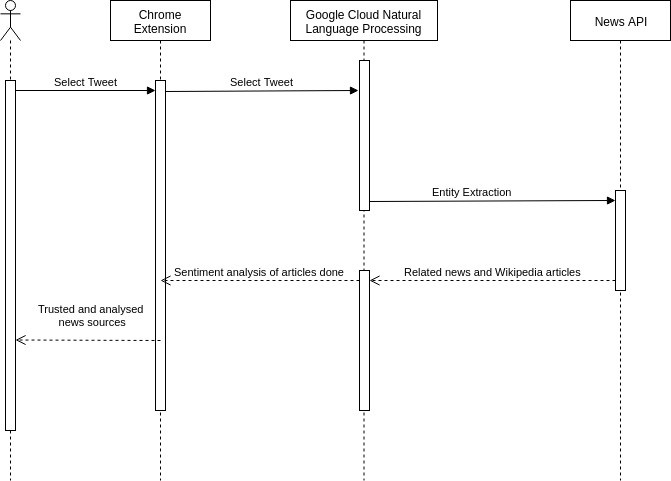 Chrome
Extension
Google Cloud Natural
Language Processing
News API
Select Tweet
Select Tweet
Entity Extraction
Sentiment analysis of articles done
Related news and Wikipedia articles
Trusted and analysed
news sources